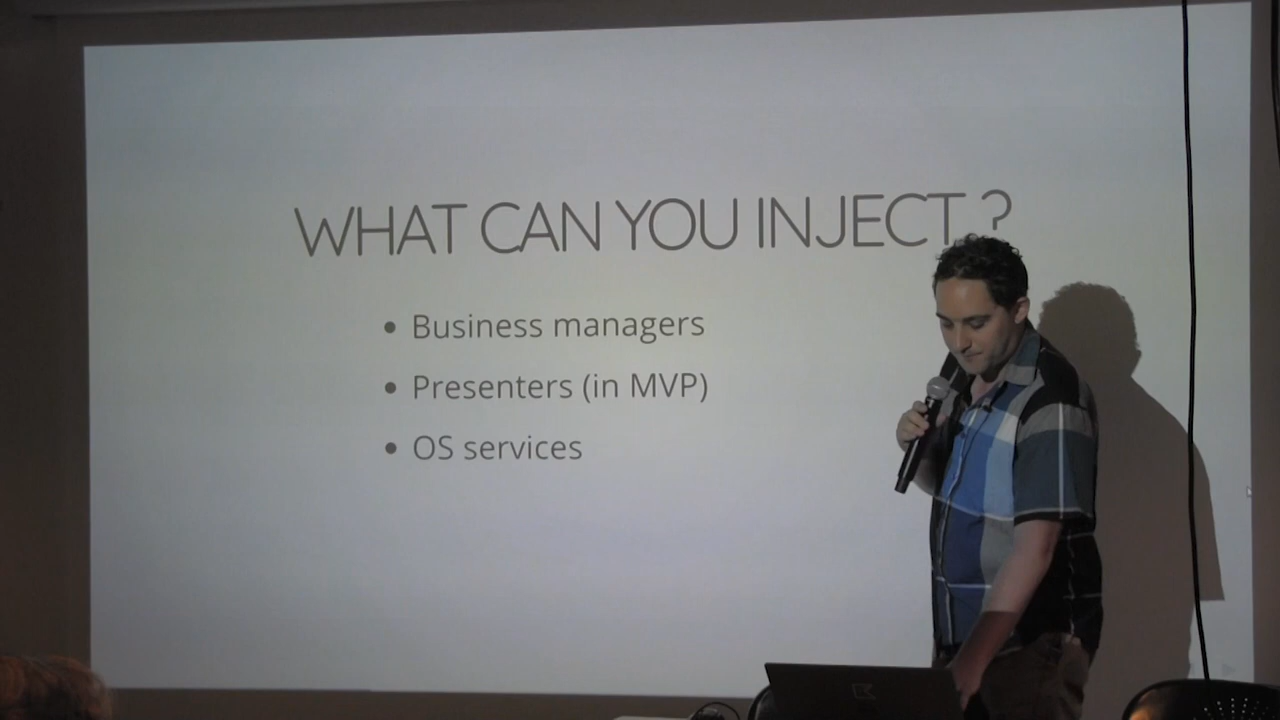 WHAT CAN YOU INJECT ?
• Business managers
• Presenters (in MVP)
• OS services